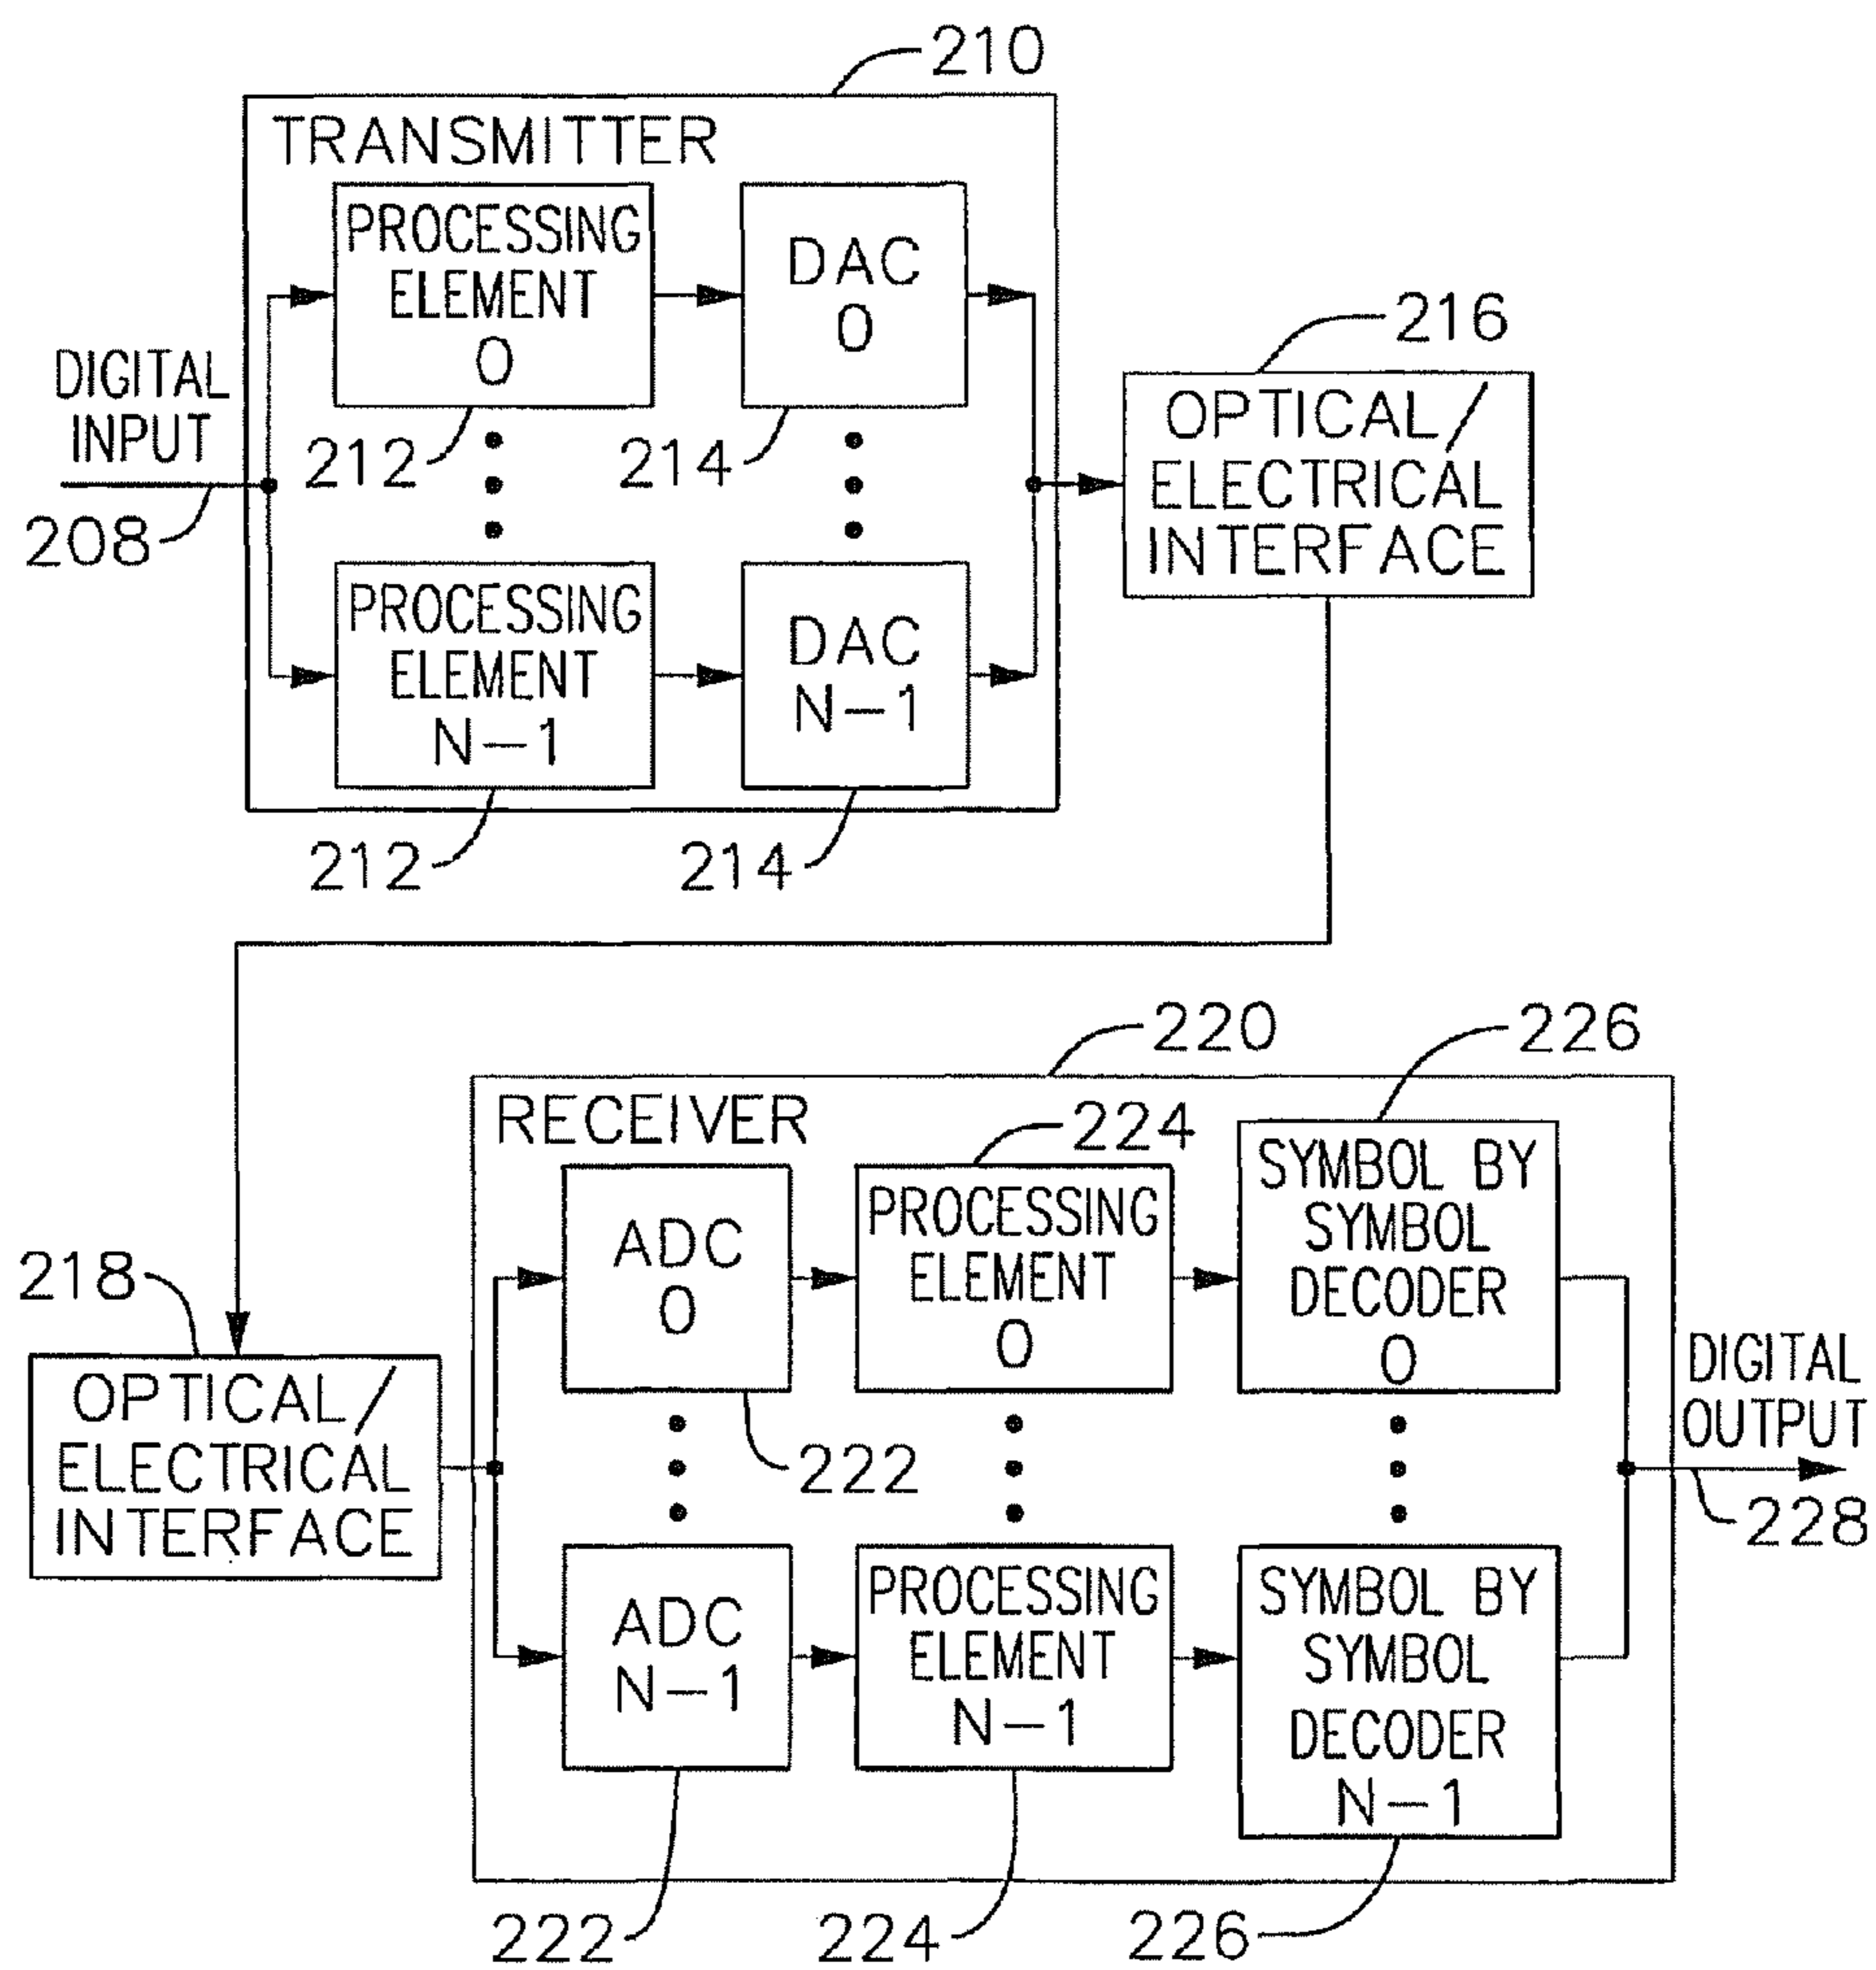 210
TRANSMITTER
PROCESSING
ELEMENT
0
DAC
0
DIGITAL
INPUT
208
212
214
216
OPTICAL/
ELECTRICAL
INTERFACE
PROCESSING
ELEMENT
N-1
DAC
N-1
212
214
220
226
RECEIVER
224
218
OPTICAL/
ELECTRICAL
INTERFACE
ADC
0
PROCESSING
ELEMENT
0
SYMBOL BY
SYMBOL
DECODER
0
DIGITAL
OUTPUT
222
228
ADC
N-1
PROCESSING
ELEMENT
N-1
SYMBOL BY
SYMBOL
DECODER
N-1
222
224
226